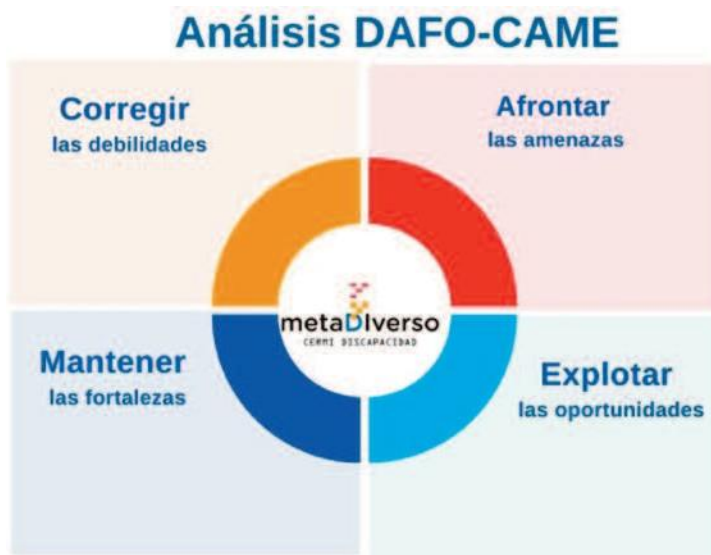 Análisis DAFO-CAME
Corregir
las debilidades
Afrontar
las amenazas
metaDIverso
CERMI DISCAPACIDAD
Mantener
las fortalezas
Explotar
las oportunidades